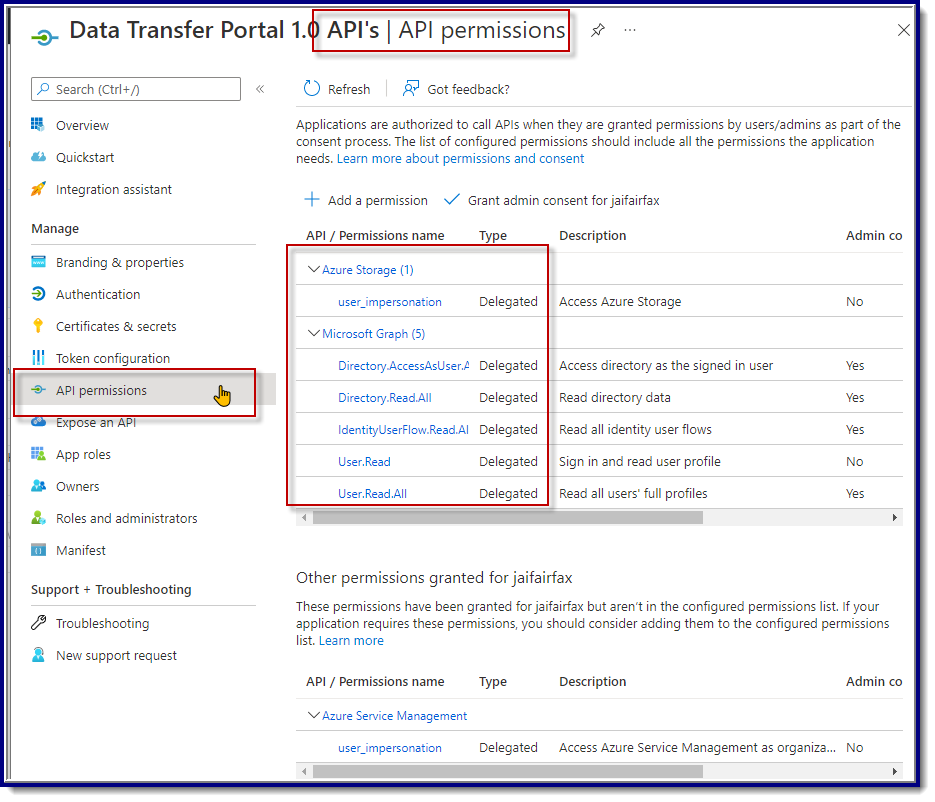 Data Transfer Portal 1.0 API's | API permissions
Search (Ctrl+/)
Overview
Quickstart
Integration assistant
Manage
Branding & properties
Authentication
Certificates & secrets
Token configuration
API permissions
Expose an API
App roles
Owners
Roles and administrators
Manifest
Support + Troubleshooting
Troubleshooting
New support request
Refresh
Got feedback?
Applications are authorized to call APIs when they are granted permissions by users/admins as part of the
consent process. The list of configured permissions should include all the permissions the application
needs. Learn more about permissions and consent
Add a permission
Grant admin consent for jaifairfax
API / Permissions name Type Description Admin co
Azure Storage (1)
user_impersonation Delegated Access Azure Storage No
Microsoft Graph (5)
Directory.AccessAsUser.A Delegated Access directory as the signed in user Yes
Directory.Read.All Delegated Read directory data Yes
IdentityUserFlow.Read.Al Delegated Read all identity user flows Yes
User.Read Delegated Sign in and read user profile No
User.Read.All Delegated Read all users' full profiles Yes
Other permissions granted for jaifairfax
These permissions have been granted for jaifairfax but aren't in the configured permissions list. If your
application requires these permissions, you should consider adding them to the configured permissions
list. Learn more
API / Permissions name Type Description Admin co
Azure Service Management
user_impersonation Delegated Access Azure Service Management as organiza... No